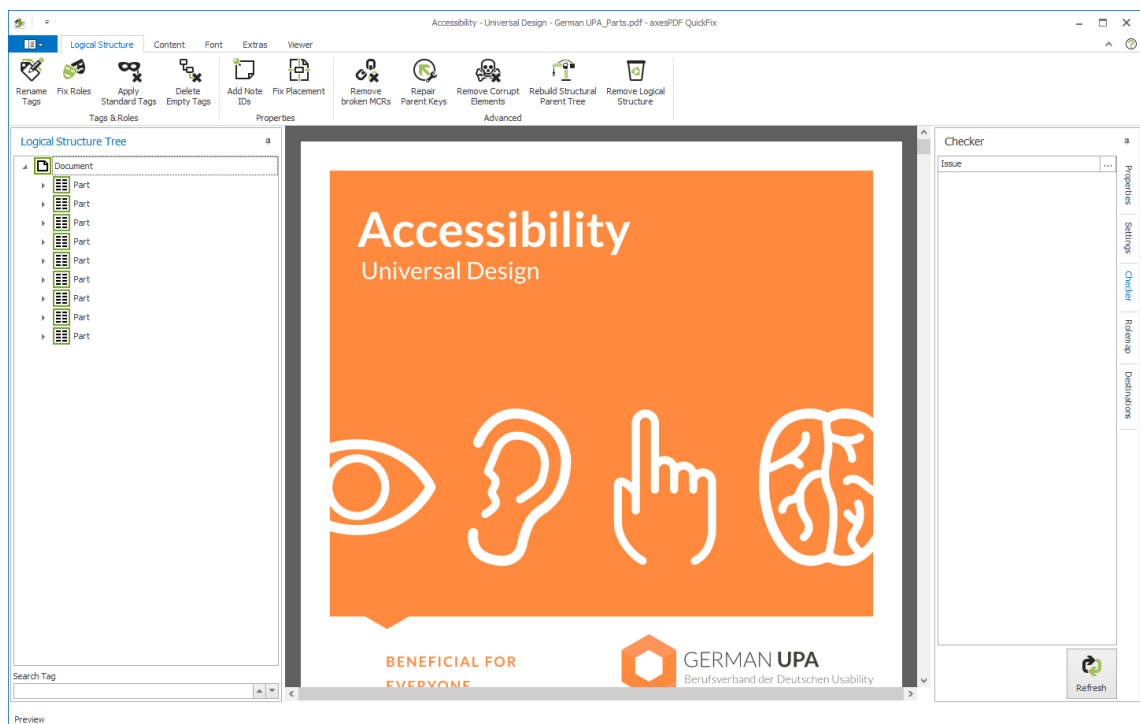 Accessibility - Universal Design - German UPA_Parts.pdf - axesPDF QuickFix
Logical Structure Content Font Extras Viewer
Rename Tags
Fix Roles
Apply Standard Tags
Delete Empty Tags
Add Note IDs
Fix Placement
Remove broken MCRs
Repair Parent Keys
Remove Corrupt Elements
Rebuild Structural Parent Tree
Remove Logical Structure
Tags & Roles
Properties
Advanced
Logical Structure Tree
Document
Part
Part
Part
Part
Part
Part
Part
Part
Part
Search Tag
Preview
Accessibility
Universal Design
BENEFICIAL FOR
EVERYONE
GERMAN UPA
Berufsverband der Deutschen Usability
Checker
Issue
...
Refresh
Properties
Settings
Checker
Rolemap
Destinations